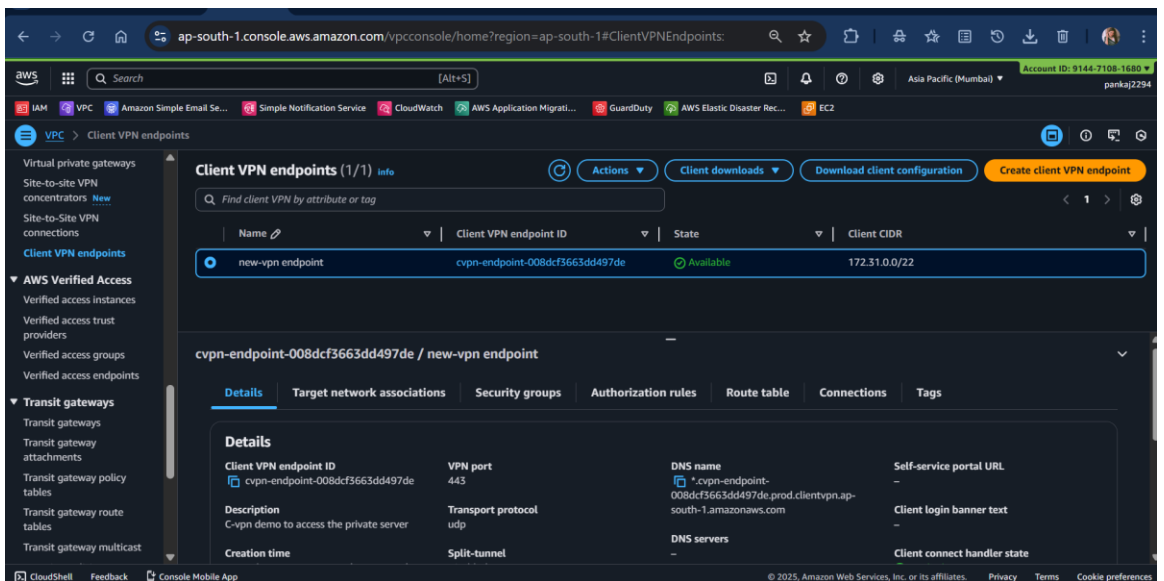 ap-south-1.console.aws.amazon.com/vpcconsole/home?region=ap-south-1#ClientVPNEndpoints:
aws
Search
[Alt+S]
Asia Pacific (Mumbai) ▼
Account ID: 9144-7108-1680 ▼
pankaj2294
IAM
VPC
Amazon Simple Email Se...
Simple Notification Service
CloudWatch
AWS Application Migrati...
GuardDuty
AWS Elastic Disaster Rec...
EC2
VPC > Client VPN endpoints
Virtual private gateways
Site-to-site VPN
concentrators New
Site-to-Site VPN
connections
Client VPN endpoints
▼ AWS Verified Access
Verified access instances
Verified access trust
providers
Verified access groups
Verified access endpoints
▼ Transit gateways
Transit gateways
Transit gateway
attachments
Transit gateway policy
tables
Transit gateway route
tables
Transit gateway multicast
Client VPN endpoints (1/1) info
Actions ▼
Client downloads ▼
Download client configuration
Create client VPN endpoint
Find client VPN by attribute or tag
< 1 >
Name
Client VPN endpoint ID
State
Client CIDR
new-vpn endpoint
cvpn-endpoint-008dcf3663dd497de
Available
172.31.0.0/22
cvpn-endpoint-008dcf3663dd497de / new-vpn endpoint
Details
Target network associations
Security groups
Authorization rules
Route table
Connections
Tags
Details
Client VPN endpoint ID
cvpn-endpoint-008dcf3663dd497de
Description
C-vpn demo to access the private server
Creation time
VPN port
443
Transport protocol
udp
Split-tunnel
DNS name
*.cvpn-endpoint-
008dcf3663dd497de.prod.clientvpn.ap-
south-1.amazonaws.com
DNS servers
–
Self-service portal URL
–
Client login banner text
–
Client connect handler state
CloudShell
Feedback
Console Mobile App
© 2025, Amazon Web Services, Inc. or its affiliates.
Privacy
Terms
Cookie preferences